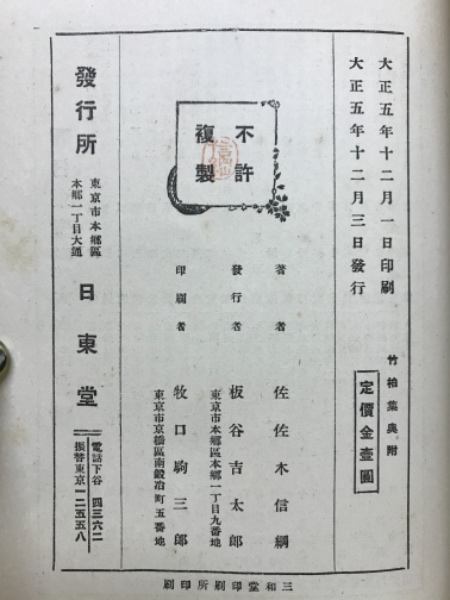 大正五年十二月一日印刷
大正五年十二月三日發行
竹柏葉奥附
定價金壹圓
不許
複製
著者 佐佐木信綱
發行者 板谷吉太郎
東京市本鄉區本鄉一丁目九番地
印刷者 牧口駒三郎
東京市京橋區南鍛冶町五番地
發行所 東京市本鄉區
本鄉一丁目大通
日東堂
電話下谷四三六二
振替東京一二五五八
三和堂印刷所印刷